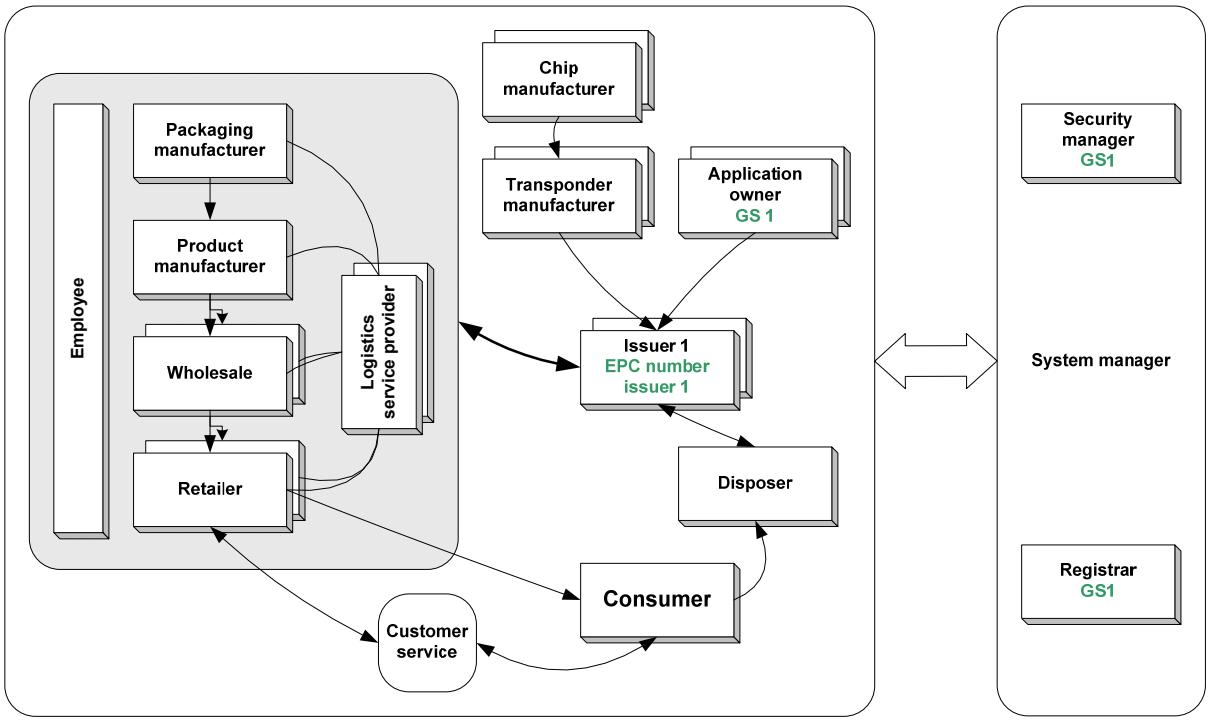 Employee
Packaging
manufacturer
Product
manufacturer
Wholesale
Retailer
Logistics
service provider
Chip
manufacturer
Transponder
manufacturer
Application
owner
GS 1
Issuer 1
EPC number
issuer 1
Disposer
Consumer
Customer
service
Security
manager
GS1
System manager
Registrar
GS1